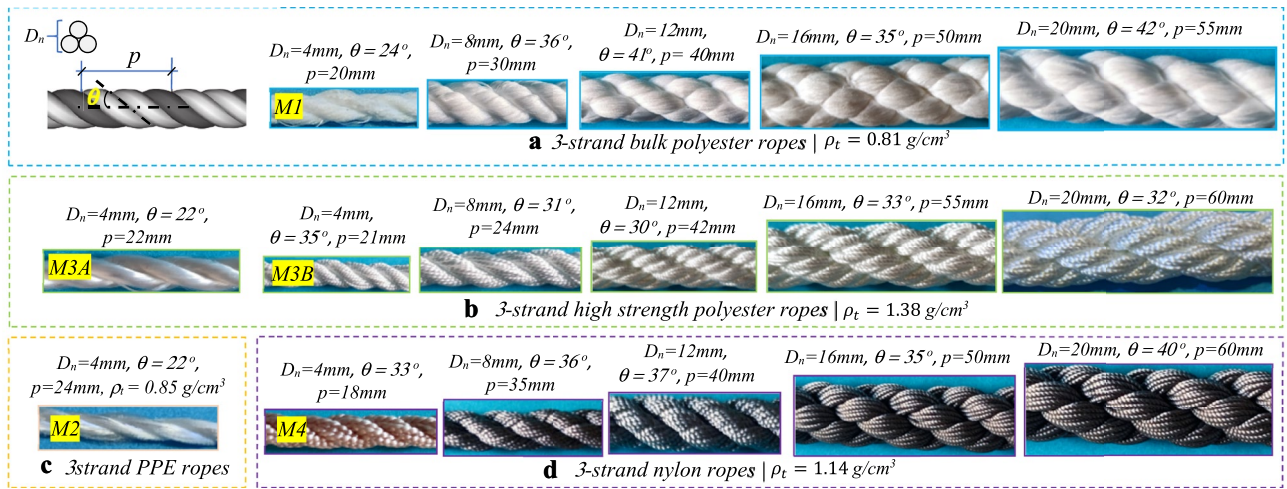 Dn
p
θ
Dn=4mm, θ = 24°,
p=20mm
M1
Dn=8mm, θ = 36°,
p=30mm
Dn=12mm,
θ = 41°, p= 40mm
Dn=16mm, θ = 35°, p=50mm
Dn=20mm, θ = 42°, p=55mm
a 3-strand bulk polyester ropes | ρt = 0.81 g/cm³
Dn=4mm, θ = 22°,
p=22mm
M3A
Dn=4mm,
θ = 35°, p=21mm
M3B
Dn=8mm, θ = 31°,
p=24mm
Dn=12mm,
θ = 30°, p=42mm
Dn=16mm, θ = 33°, p=55mm
Dn=20mm, θ = 32°, p=60mm
b 3-strand high strength polyester ropes | ρt = 1.38 g/cm³
Dn=4mm, θ = 22°,
p=24mm, ρt = 0.85 g/cm³
M2
c 3strand PPE ropes
Dn=4mm, θ = 33°,
p=18mm
M4
Dn=8mm, θ = 36°,
p=35mm
Dn=12mm,
θ = 37°, p=40mm
Dn=16mm, θ = 35°, p=50mm
Dn=20mm, θ = 40°, p=60mm
d 3-strand nylon ropes | ρt = 1.14 g/cm³